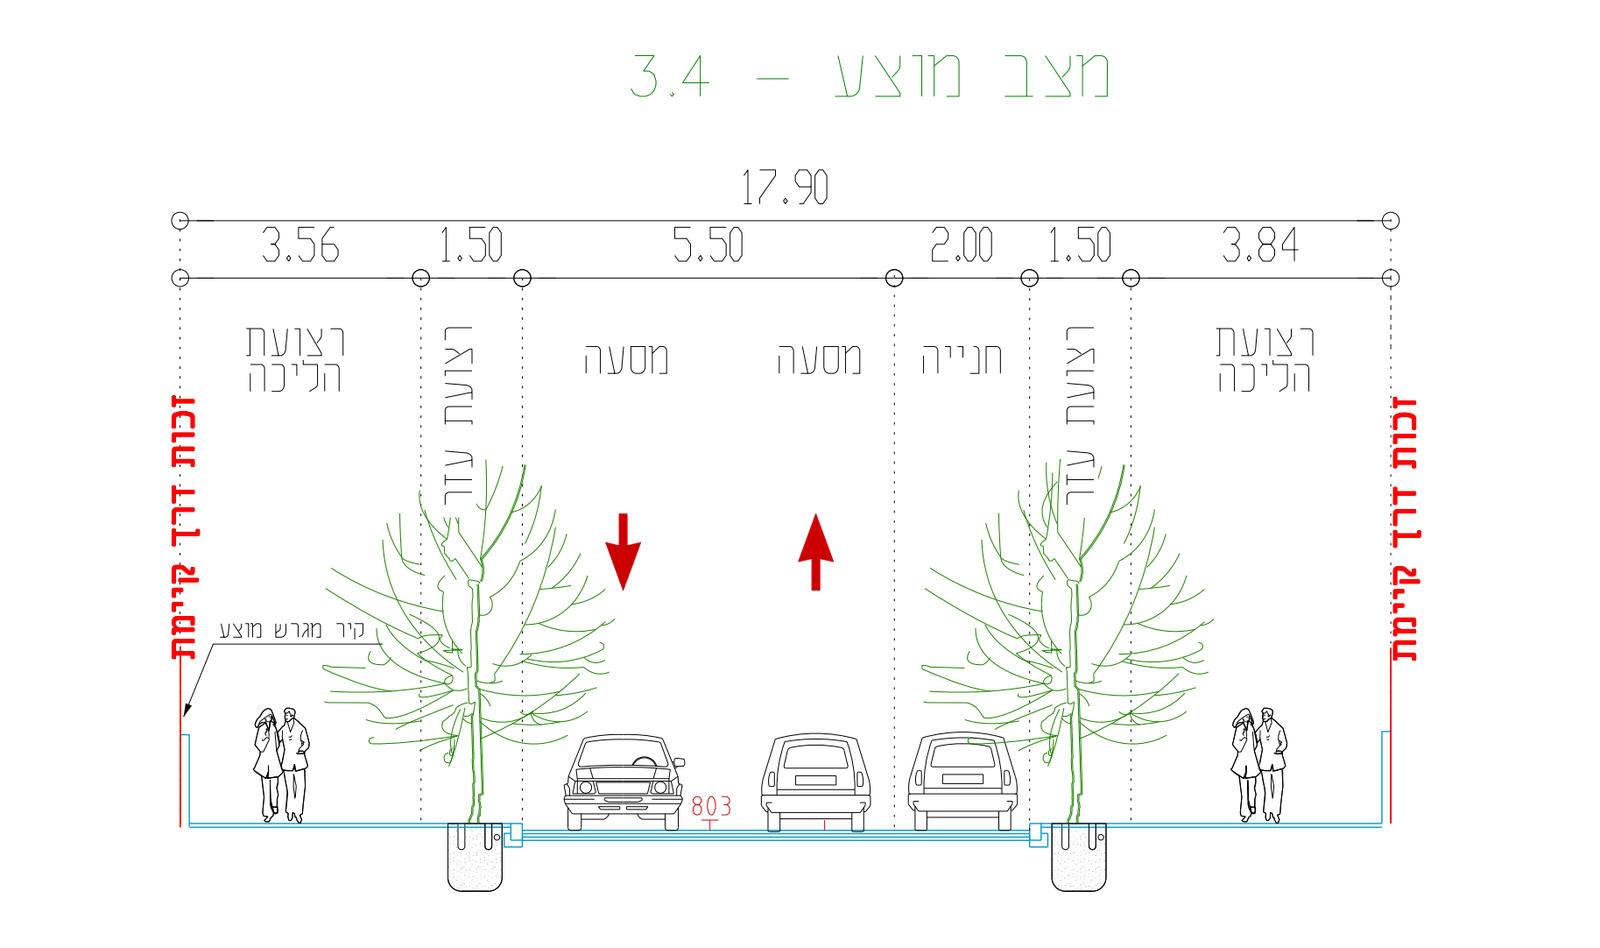 מצב מוצע - 3.4
17.90
3.56
1.50
5.50
2.00
1.50
3.84
רצועת
הליכה
רצועת עזר
מסעה
מסעה
חנייה
רצועת עזר
רצועת
הליכה
זכות דרך קיימת
זכות דרך קיימת
קיר מגרש מוצע
803